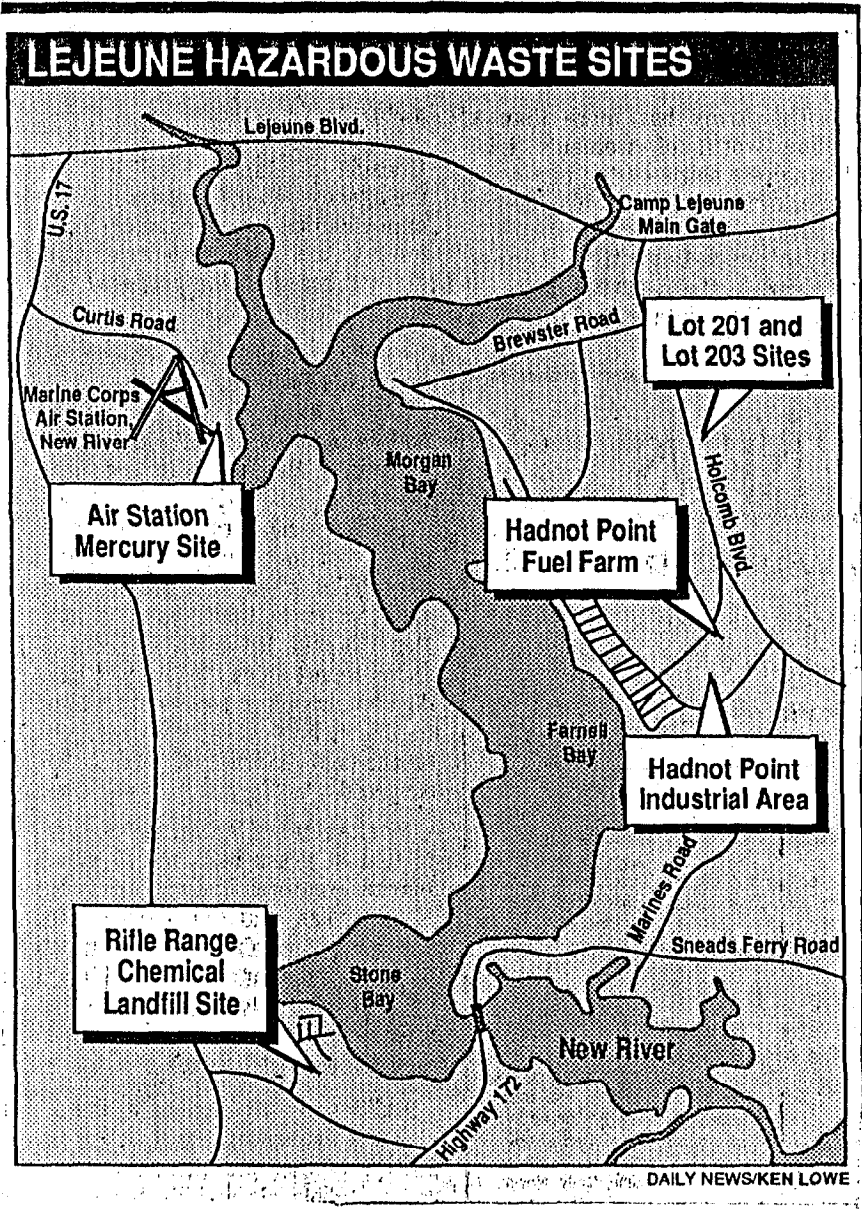 LEJEUNE HAZARDOUS WASTE SITES
Lejeune Blvd.
U.S. 17
Camp Lejeune
Main Gate
Curtis Road
Brewster Road
Lot 201 and
Lot 203 Sites
Marine Corps
Air Station,
New River
Morgan
Bay
Holcomb Blvd.
Air Station
Mercury Site
Hadnot Point
Fuel Farm
Farnell
Bay
Hadnot Point
Industrial Area
Marines Road
Sneads Ferry Road
Rifle Range
Chemical
Landfill Site
Stone
Bay
New River
Highway 172
DAILY NEWS/KEN LOWE